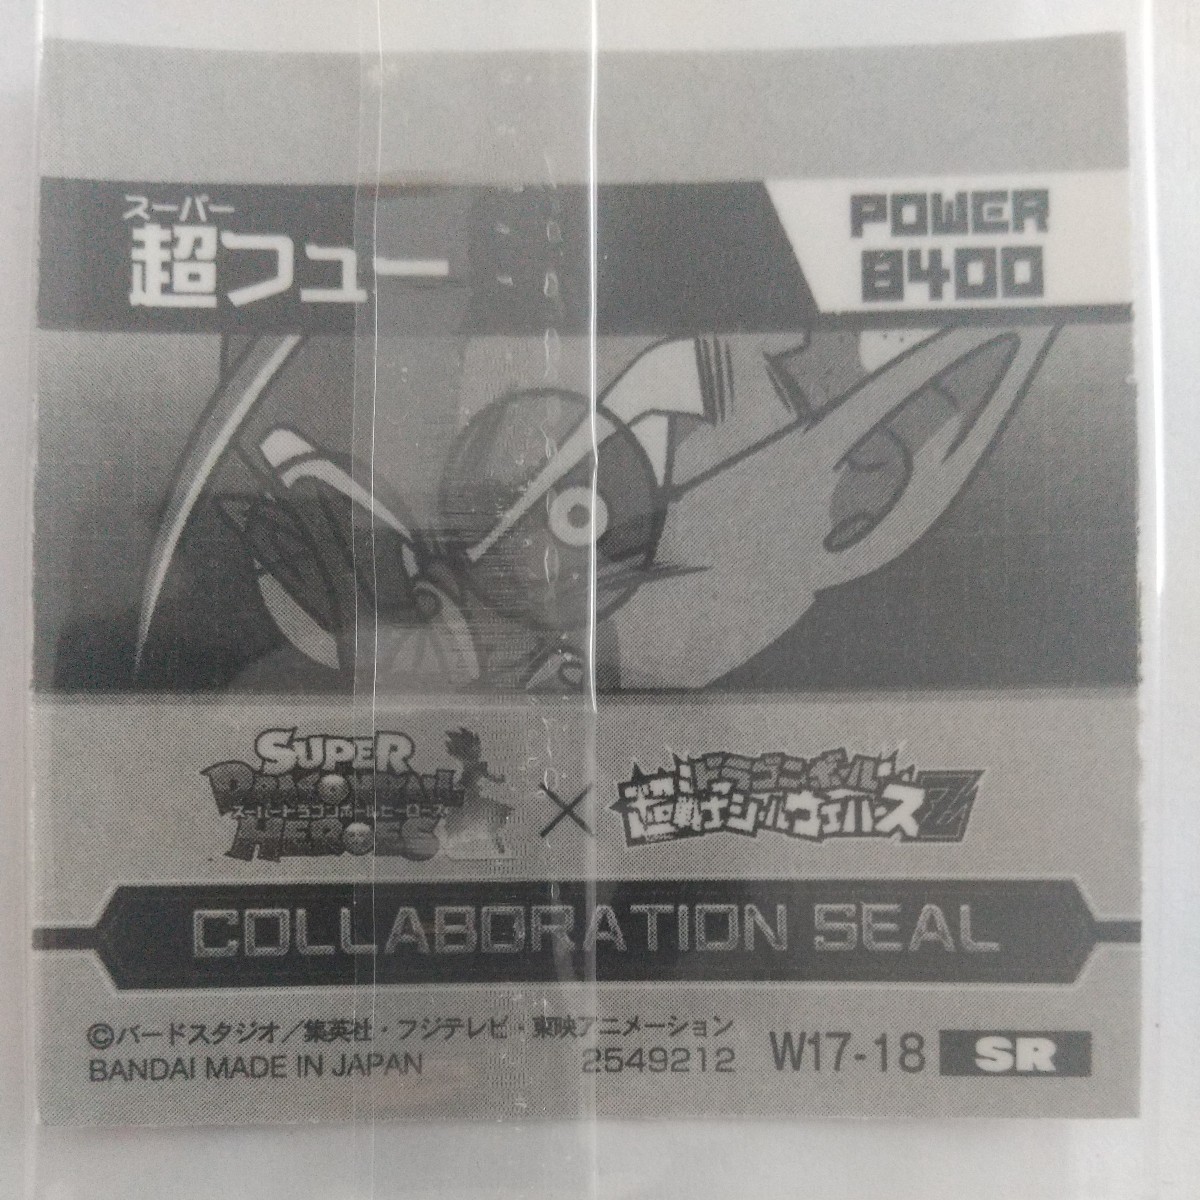 スーパー
超フュー
POWER
8400
SUPER
DRAGONBALL
スーパードラゴンボールヒーローズ
HEROES
×
ドラゴンボール
超戦士シールウエハースZ
COLLABORATION SEAL
©バードスタジオ／集英社・フジテレビ・東映アニメーション
BANDAI MADE IN JAPAN
2549212
W17-18
SR